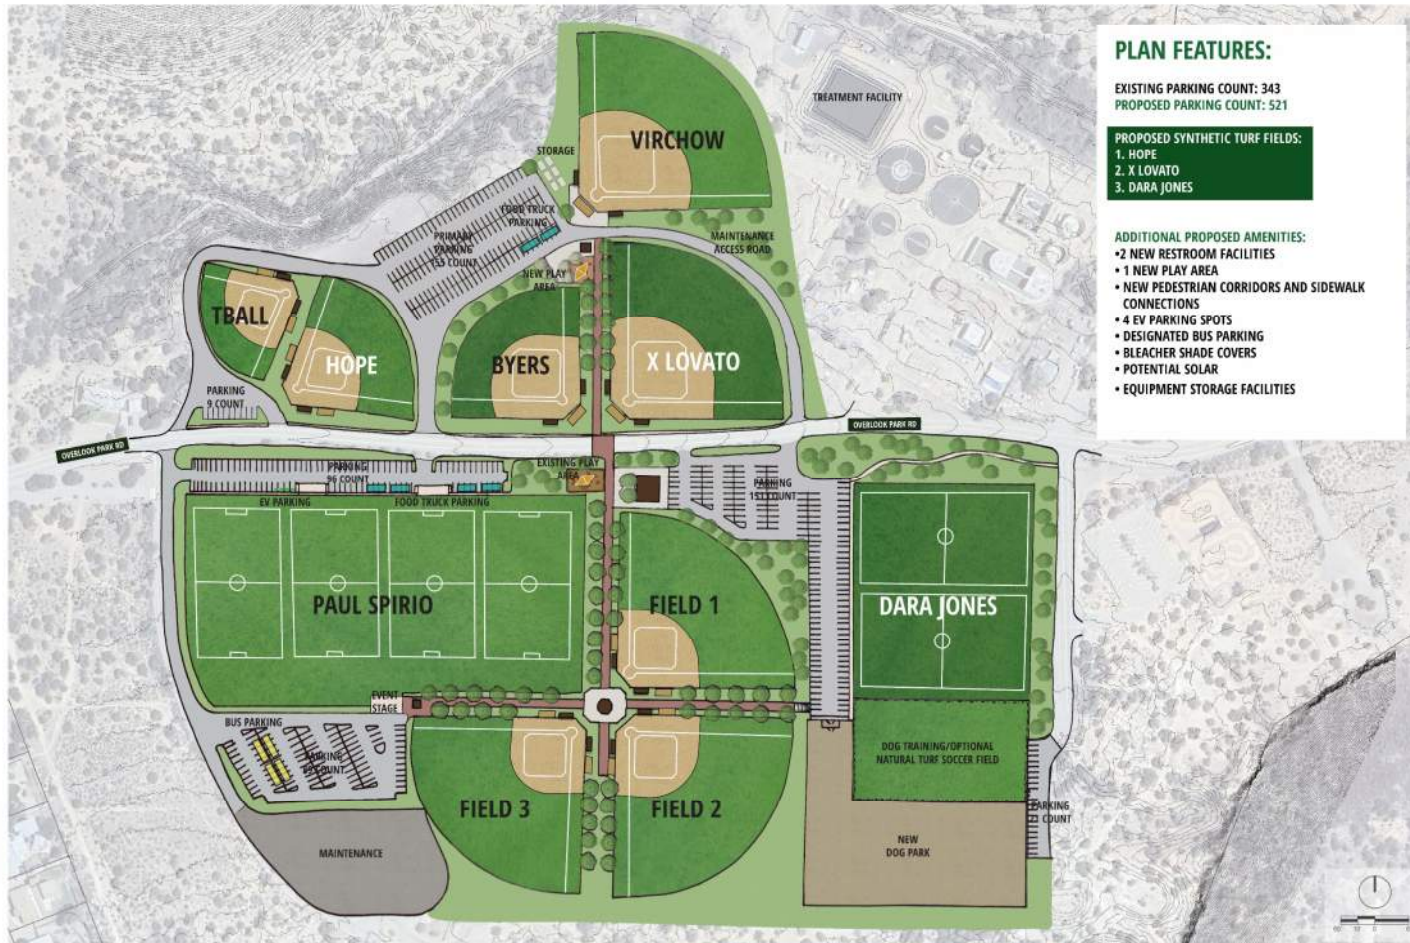 PLAN FEATURES:
EXISTING PARKING COUNT: 343
PROPOSED PARKING COUNT: 521
PROPOSED SYNTHETIC TURF FIELDS:
1. HOPE
2. X LOVATO
3. DARA JONES
ADDITIONAL PROPOSED AMENITIES:
•2 NEW RESTROOM FACILITIES
• 1 NEW PLAY AREA
• NEW PEDESTRIAN CORRIDORS AND SIDEWALK
CONNECTIONS
• 4 EV PARKING SPOTS
• DESIGNATED BUS PARKING
• BLEACHER SHADE COVERS
• POTENTIAL SOLAR
• EQUIPMENT STORAGE FACILITIES
TREATMENT FACILITY
VIRCHOW
STORAGE
FOOD TRUCK
PARKING
PRIMARY
PARKING
155 COUNT
MAINTENANCE
ACCESS ROAD
NEW PLAY
AREA
TBALL
HOPE
BYERS
X LOVATO
PARKING
9 COUNT
OVERLOOK PARK RD
OVERLOOK PARK RD
PARKING
96 COUNT
EXISTING PLAY
AREA
PARKING
COUNT
EV PARKING
FOOD TRUCK PARKING
PAUL SPIRIO
FIELD 1
DARA JONES
EVENT
STAGE
BUS PARKING
PARKING
COUNT
DOG TRAINING/OPTIONAL
NATURAL TURF SOCCER FIELD
FIELD 3
FIELD 2
PARKING
21 COUNT
MAINTENANCE
NEW
DOG PARK